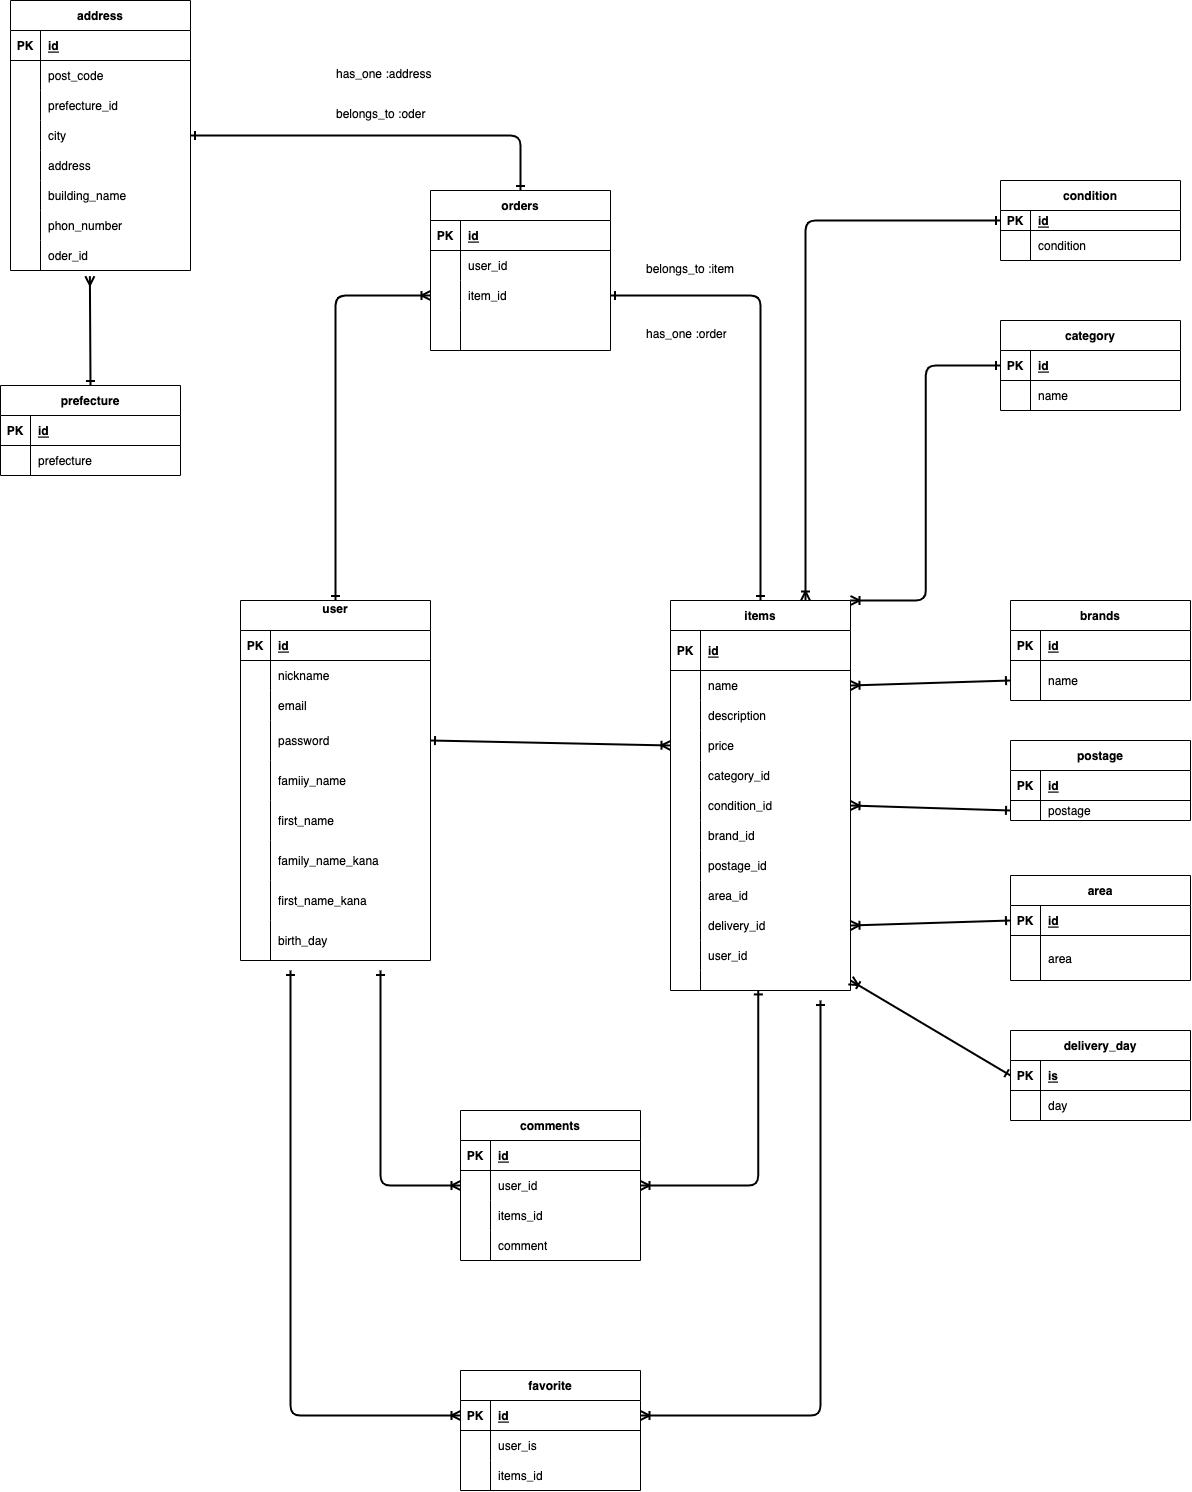 address
PK id
post_code
prefecture_id
city
address
building_name
phon_number
oder_id
has_one :address
belongs_to :oder
orders
PK id
user_id
item_id
belongs_to :item
has_one :order
condition
PK id
condition
category
PK id
name
prefecture
PK id
prefecture
user
PK id
nickname
email
password
famiiy_name
first_name
family_name_kana
first_name_kana
birth_day
items
PK id
name
description
price
category_id
condition_id
brand_id
postage_id
area_id
delivery_id
user_id
brands
PK id
name
postage
PK id
postage
area
PK id
area
delivery_day
PK is
day
comments
PK id
user_id
items_id
comment
favorite
PK id
user_is
items_id